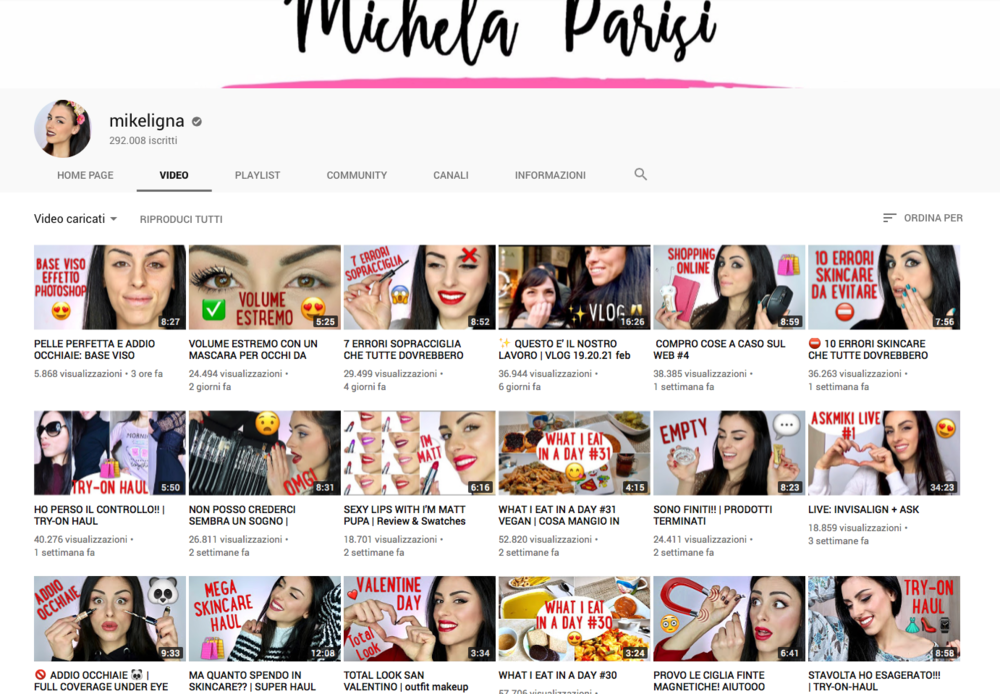 Michela Parisi
mikeligna
292.008 iscritti
HOME PAGE VIDEO PLAYLIST COMMUNITY CANALI INFORMAZIONI
Video caricati RIPRODUCI TUTTI ORDINA PER
BASE VISO
EFFETTO
PHOTOSHOP
8:27
VOLUME
ESTREMO
5:25
7 ERRORI
SOPRACCIGLIA
8:52
VLOG
16:26
SHOPPING
ONLINE
8:59
10 ERRORI
SKINCARE
DA EVITARE
7:56
PELLE PERFETTA E ADDIO
OCCHIAIE: BASE VISO
5.868 visualizzazioni • 3 ore fa
VOLUME ESTREMO CON UN
MASCARA PER OCCHI DA
24.494 visualizzazioni •
2 giorni fa
7 ERRORI SOPRACCIGLIA
CHE TUTTE DOVREBBERO
29.499 visualizzazioni •
4 giorni fa
✨ QUESTO E' IL NOSTRO
LAVORO | VLOG 19.20.21 feb
36.944 visualizzazioni •
6 giorni fa
COMPRO COSE A CASO SUL
WEB #4
38.385 visualizzazioni •
1 settimana fa
⛔ 10 ERRORI SKINCARE
CHE TUTTE DOVREBBERO
36.263 visualizzazioni •
1 settimana fa
TRY-ON HAUL
5:50
OMG!
8:31
I'M
MATT
6:16
WHAT I EAT
IN A DAY #31
4:15
EMPTY
8:23
ASKMIKI LIVE
#1
34:23
HO PERSO IL CONTROLLO!! |
TRY-ON HAUL
40.276 visualizzazioni •
1 settimana fa
NON POSSO CREDERCI
SEMBRA UN SOGNO |
26.811 visualizzazioni •
2 settimane fa
SEXY LIPS WITH I'M MATT
PUPA | Review & Swatches
18.701 visualizzazioni •
2 settimane fa
WHAT I EAT IN A DAY #31
VEGAN | COSA MANGIO IN
52.820 visualizzazioni •
2 settimane fa
SONO FINITI!! | PRODOTTI
TERMINATI
24.411 visualizzazioni •
2 settimane fa
LIVE: INVISALIGN + ASK
18.859 visualizzazioni •
3 settimane fa
ADDIO
OCCHIAIE
9:33
MEGA
SKINCARE
HAUL
12:08
VALENTINE
DAY
Total
Look
3:34
WHAT I EAT
IN A DAY #30
3:24
6:41
TRY-ON
HAUL
8:58
🚫 ADDIO OCCHIAIE 🐼 |
FULL COVERAGE UNDER EYE
MA QUANTO SPENDO IN
SKINCARE?? | SUPER HAUL
TOTAL LOOK SAN
VALENTINO | outfit makeup
WHAT I EAT IN A DAY #30
57.706 visualizzazioni
PROVO LE CIGLIA FINTE
MAGNETICHE! AIUTOOO
STAVOLTA HO ESAGERATO!!!
| TRY-ON HAUL